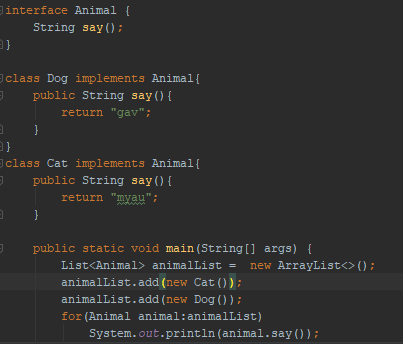 interface Animal {
    String say();
}
class Dog implements Animal{
    public String say(){
        return "gav";
    }
}
class Cat implements Animal{
    public String say(){
        return "myau";
    }
    public static void main(String[] args) {
        List<Animal> animalList =  new ArrayList<>();
        animalList.add(new Cat());
        animalList.add(new Dog());
        for(Animal animal:animalList)
            System.out.println(animal.say());